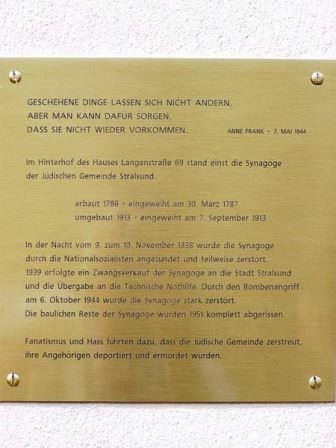 GESCHEHENE DINGE LASSEN SICH NICHT ÄNDERN,
ABER MAN KANN DAFÜR SORGEN,
DASS SIE NICHT WIEDER VORKOMMEN. ANNE FRANK · 7. MAI 1944
Im Hinterhof des Hauses Langenstraße 69 stand einst die Synagoge
der Jüdischen Gemeinde Stralsund.
erbaut 1786 · eingeweiht am 30. März 1787
umgebaut 1913 · eingeweiht am 7. September 1913
In der Nacht vom 9. zum 10. November 1938 wurde die Synagoge
durch die Nationalsozialisten angezündet und teilweise zerstört.
1939 erfolgte ein Zwangsverkauf der Synagoge an die Stadt Stralsund
und die Übergabe an die Technische Nothilfe. Durch den Bombenangriff
am 6. Oktober 1944 wurde die Synagoge stark zerstört.
Die baulichen Reste der Synagoge wurden 1951 komplett abgerissen.
Fanatismus und Hass führten dazu, dass die Jüdische Gemeinde zerstreut,
ihre Angehörigen deportiert und ermordet wurden.